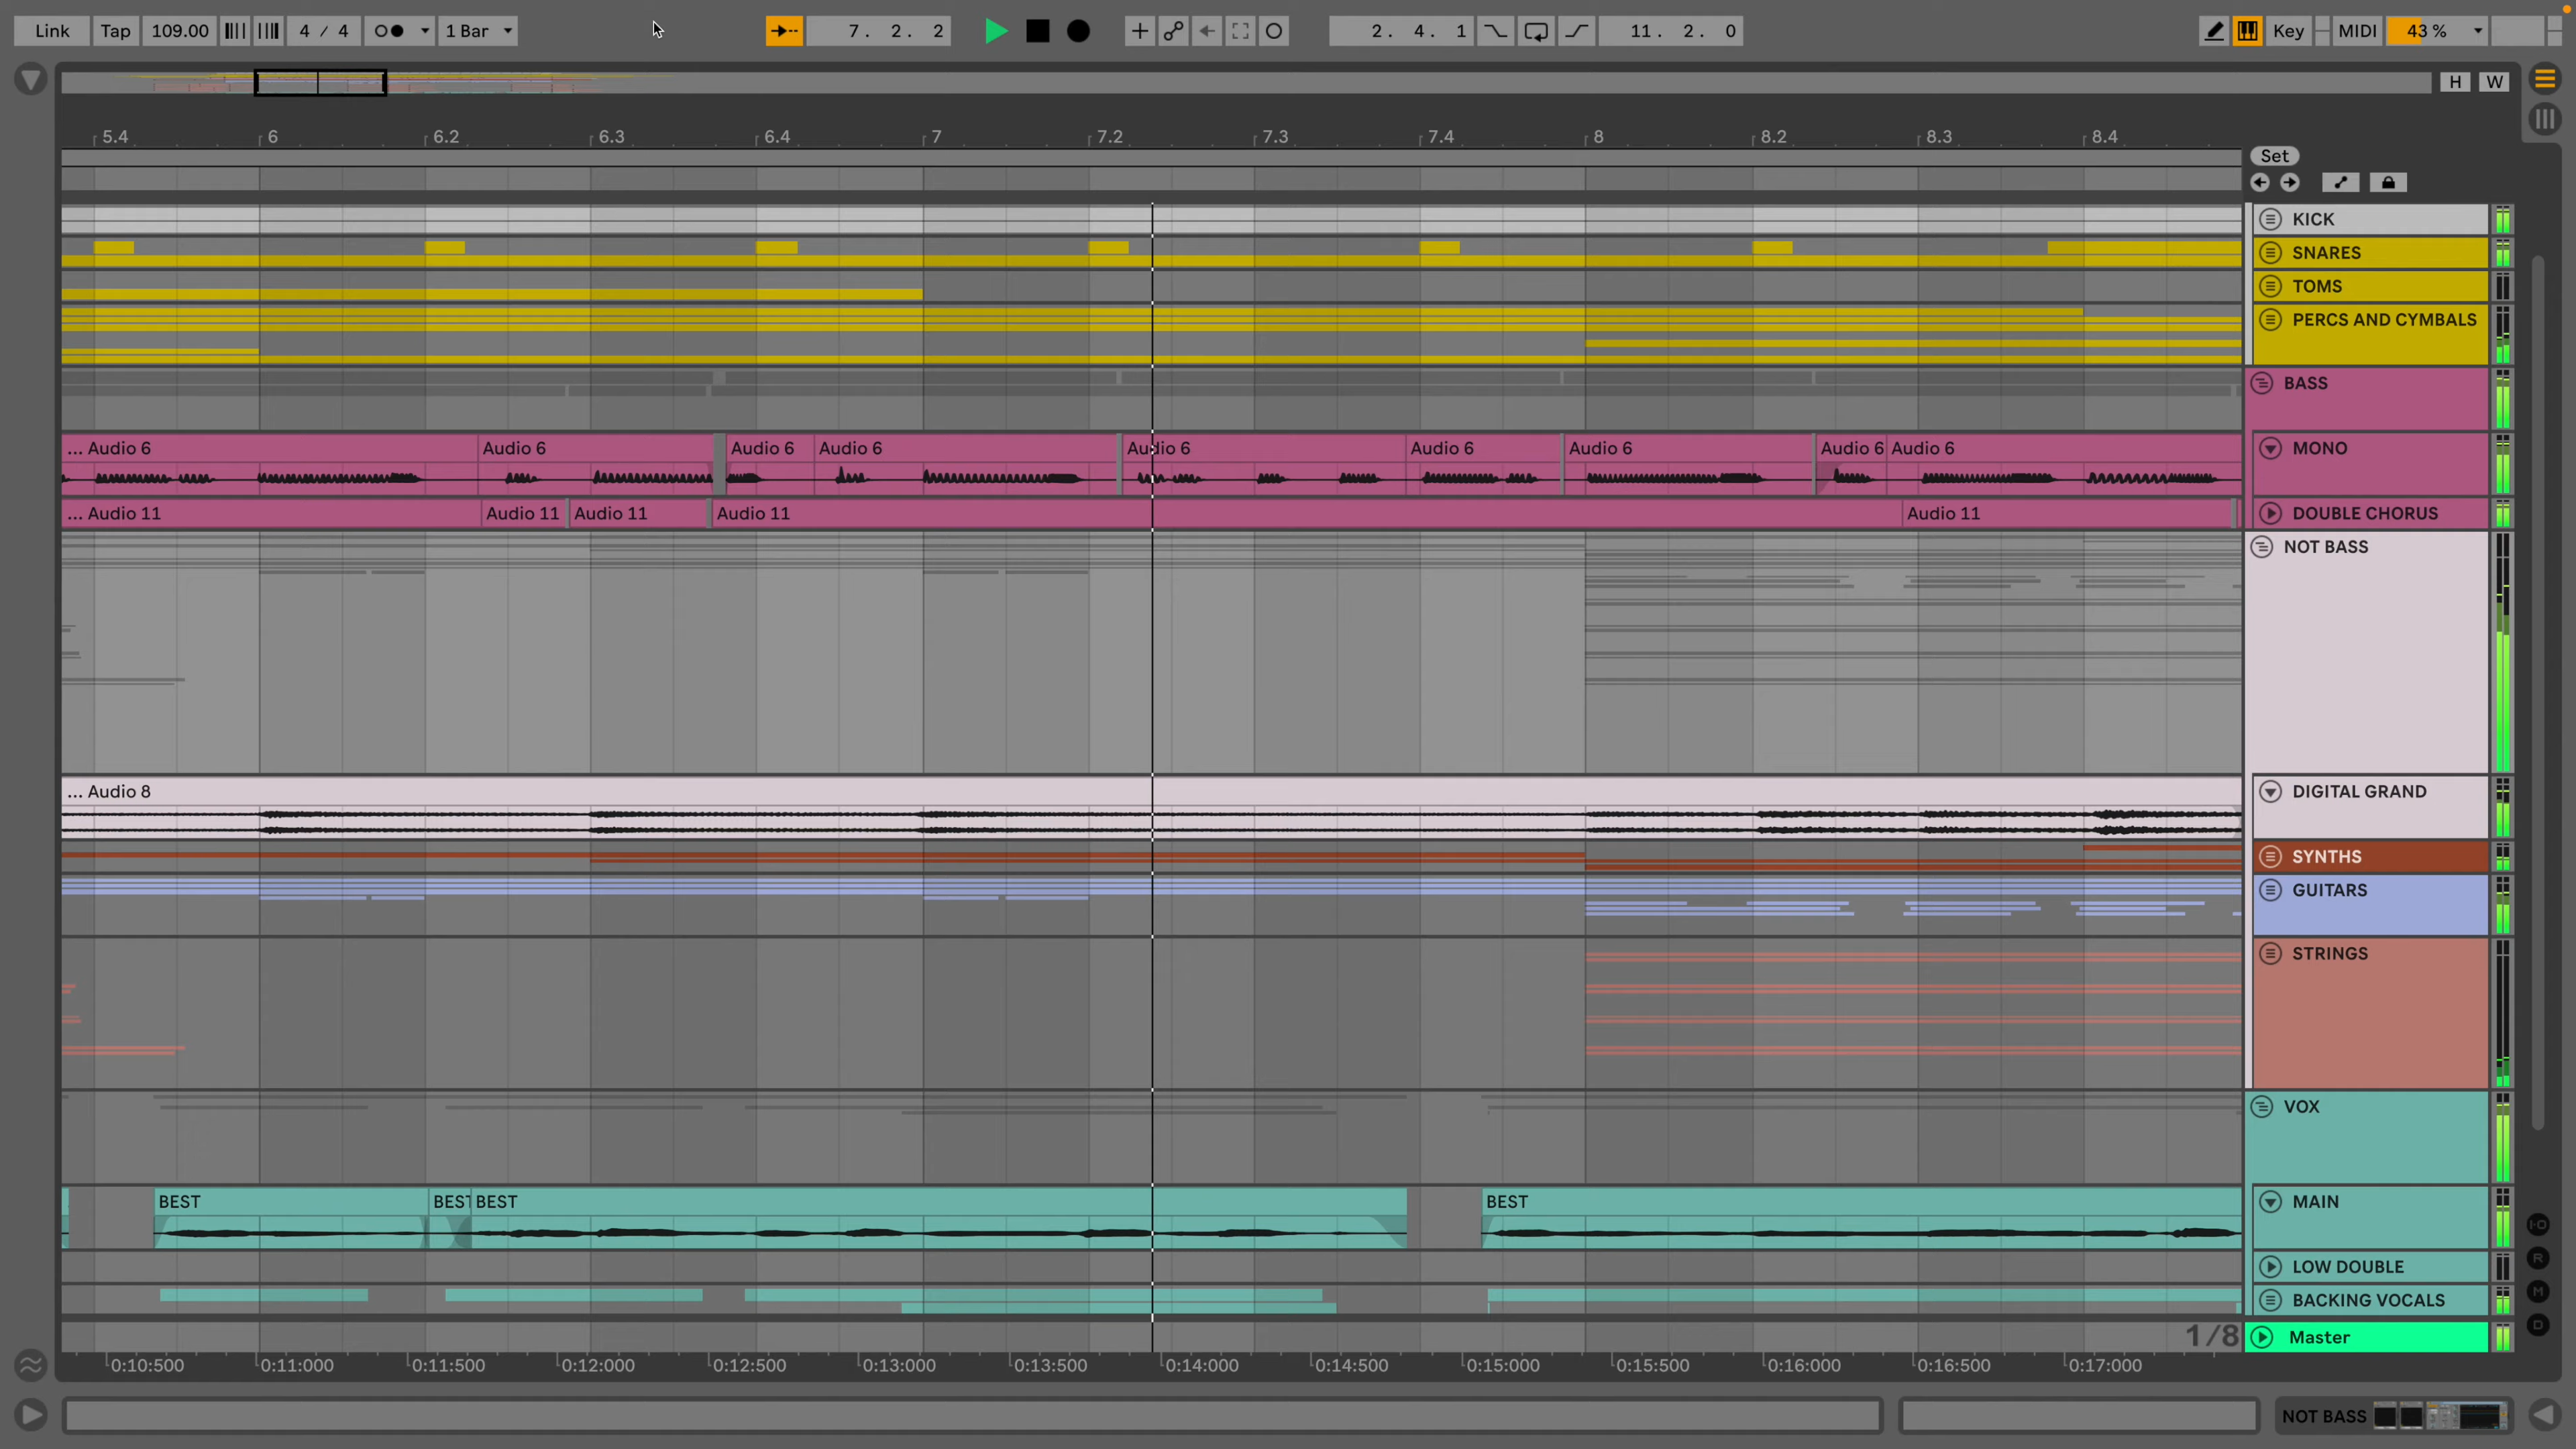 Link Tap 109.00 4 / 4 1 Bar 7. 2. 2 2. 4. 1 11. 2. 0 Key MIDI 43 %
H W
5.4 6 6.2 6.3 6.4 7 7.2 7.3 7.4 8 8.2 8.3 8.4
Set
KICK
SNARES
TOMS
PERCS AND CYMBALS
BASS
... Audio 6 Audio 6 Audio 6 Audio 6 Audio 6 Audio 6 Audio 6 Audio 6 Audio 6 MONO
... Audio 11 Audio 11 Audio 11 Audio 11 Audio 11 DOUBLE CHORUS
NOT BASS
... Audio 8 DIGITAL GRAND
SYNTHS
GUITARS
STRINGS
VOX
BEST BEST BEST BEST MAIN
I-O
R
LOW DOUBLE
M
BACKING VOCALS
D
1/8 Master
0:10:500 0:11:000 0:11:500 0:12:000 0:12:500 0:13:000 0:13:500 0:14:000 0:14:500 0:15:000 0:15:500 0:16:000 0:16:500 0:17:000
NOT BASS